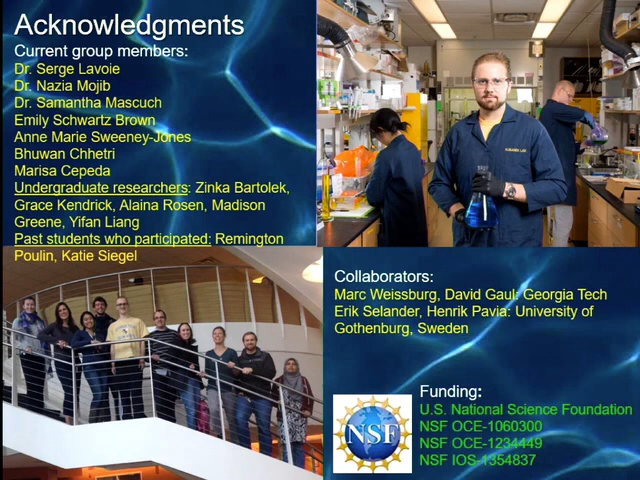 Acknowledgments
Current group members:
Dr. Serge Lavoie
Dr. Nazia Mojib
Dr. Samantha Mascuch
Emily Schwartz Brown
Anne Marie Sweeney-Jones
Bhuwan Chhetri
Marisa Cepeda
Undergraduate researchers: Zinka Bartolek,
Grace Kendrick, Alaina Rosen, Madison
Greene, Yifan Liang
Past students who participated: Remington
Poulin, Katie Siegel
Collaborators:
Marc Weissburg, David Gaul: Georgia Tech
Erik Selander, Henrik Pavia: University of
Gothenburg, Sweden
Funding:
U.S. National Science Foundation
NSF OCE-1060300
NSF OCE-1234449
NSF IOS-1354837
NSF